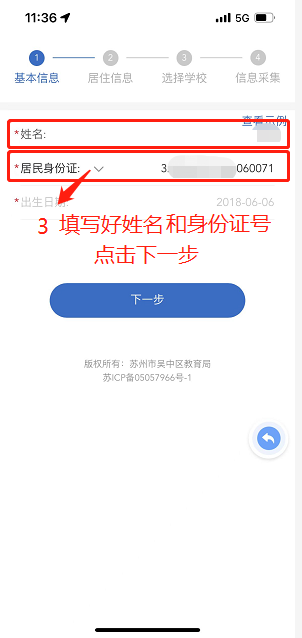 11:36 5G
1 2 3 4
基本信息 居住信息 选择学校 信息采集
查看示例
*姓名:
*居民身份证: 3 060071
*出生日期: 2018-06-06
3 填写好姓名和身份证号
点击下一步
下一步
版权所有：苏州市吴中区教育局
苏ICP备05057966号-1